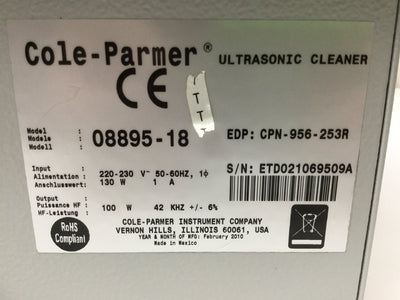 Cole-Parmer® ULTRASONIC CLEANER
CE
T T T
Model
Modele
Modell
08895-18
EDP: CPN-956-253R
S/N: ETD021069509A
Input
Alimentation :
Anschlusswert:
220-230 V~ 50-60HZ, 1ϕ
130 W 1 A
Output
Puissance HF :
HF-Leistung :
100 W 42 KHZ +/- 6%
RoHS
Compliant
COLE-PARMER INSTRUMENT COMPANY
VERNON HILLS, ILLINOIS 60061, USA
YEAR & MONTH OF MFG: February 2010
Made in Mexico